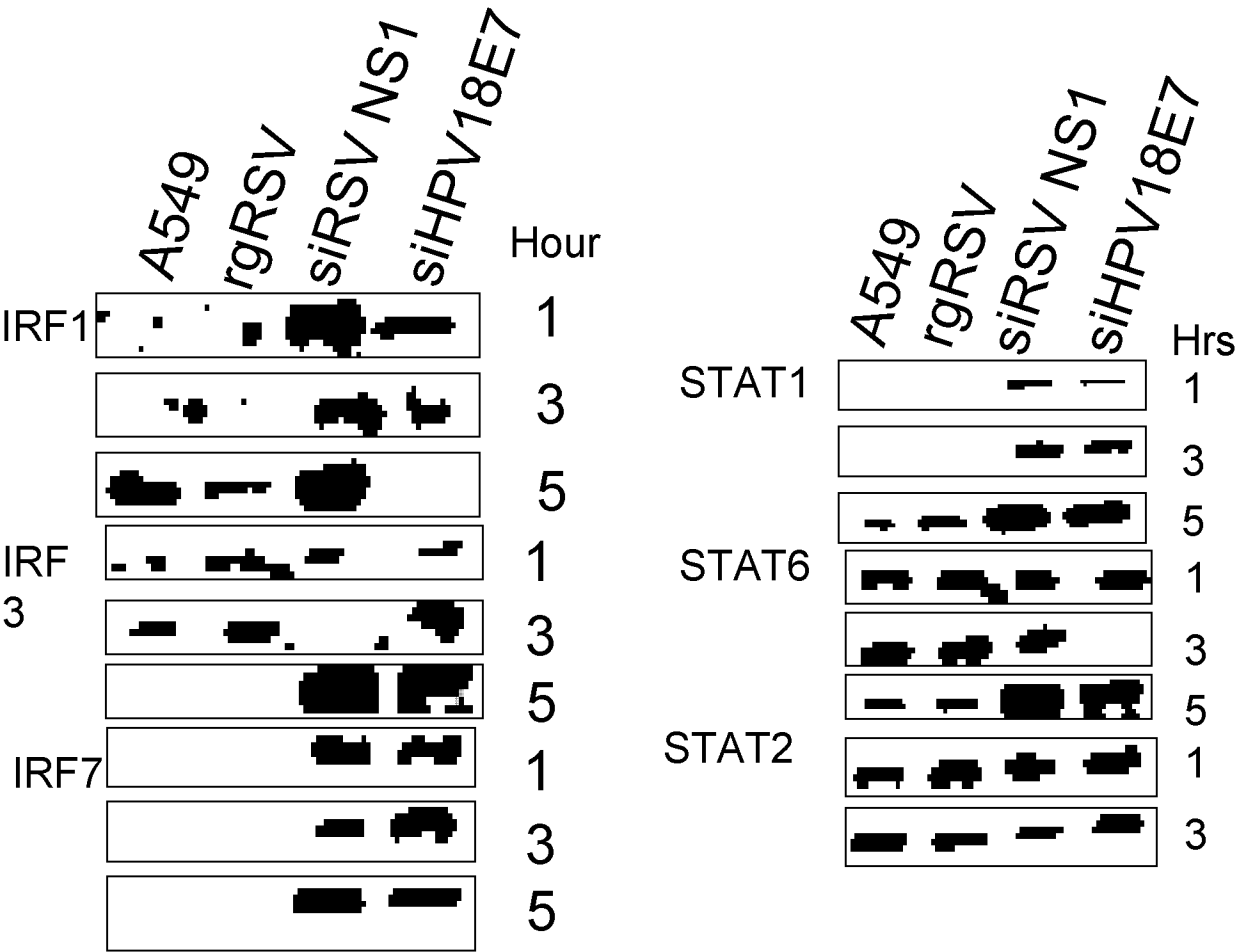 A549
rgRSV
siRSV NS1
siHPV18E7
Hour
IRF1
1
3
5
IRF
3
1
3
5
IRF7
1
3
5
A549
rgRSV
siRSV NS1
siHPV18E7
Hrs
STAT1
1
3
5
STAT6
1
3
5
STAT2
1
3